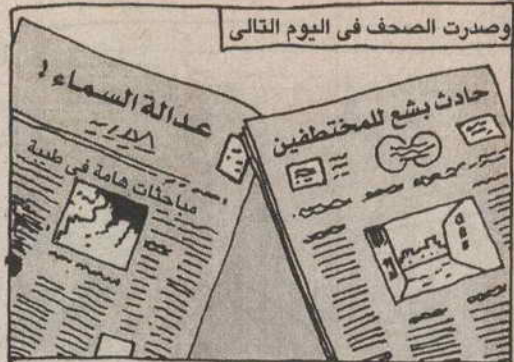 وصدرت الصحف فى اليوم التالى
حادث بشع للمختطفين
عدالة السماء !
مباحثات هامة فى طيبة